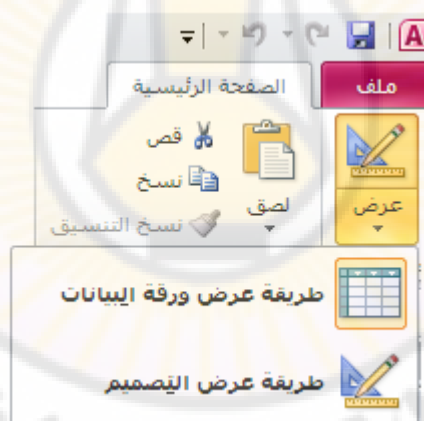 A
ملف الصفحة الرئيسية
عرض
لصق
قص
نسخ
نسخ التنسيق
طريقة عرض ورقة البيانات
طريقة عرض التصميم